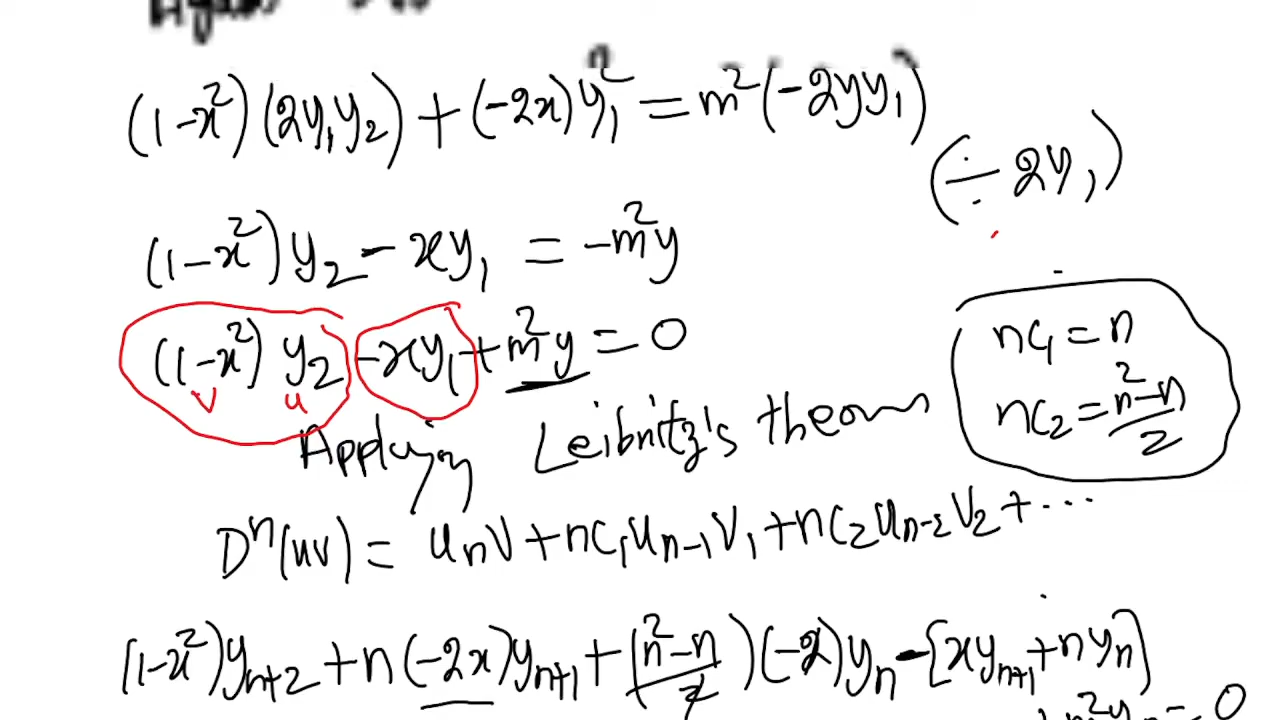 (1-x²)(2y₁y₂)+(-2x)y₁²=m²(-2yy₁)
(÷2y₁)
(1-x²)y₂-xy₁=-m²y
(1-x²)y₂-xy₁+m²y=0
v u
nc₁=n
nc₂=n²-n/2
Applying Leibnitz's theorem
Dⁿ(uv)=uₙv+nc₁uₙ₋₁v₁+nc₂uₙ₋₂v₂+...
(1-x²)yₙ₊₂+n(-2x)yₙ₊₁+(n²-n/2)(-2)yₙ-[xyₙ₊₁+nyₙ]
+m²yₙ=0